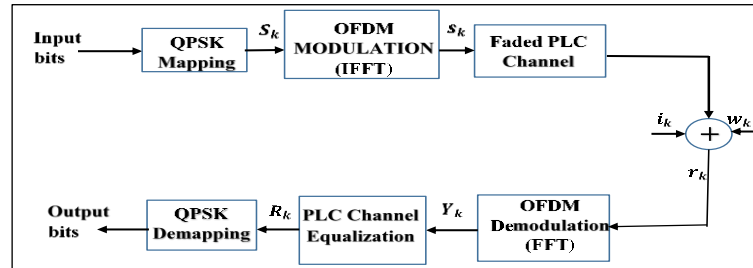 Input
bits
QPSK
Mapping
S_k
OFDM
MODULATION
(IFFT)
s_k
Faded PLC
Channel
i_k
+
w_k
r_k
Output
bits
QPSK
Demapping
R_k
PLC Channel
Equalization
Y_k
OFDM
Demodulation
(FFT)